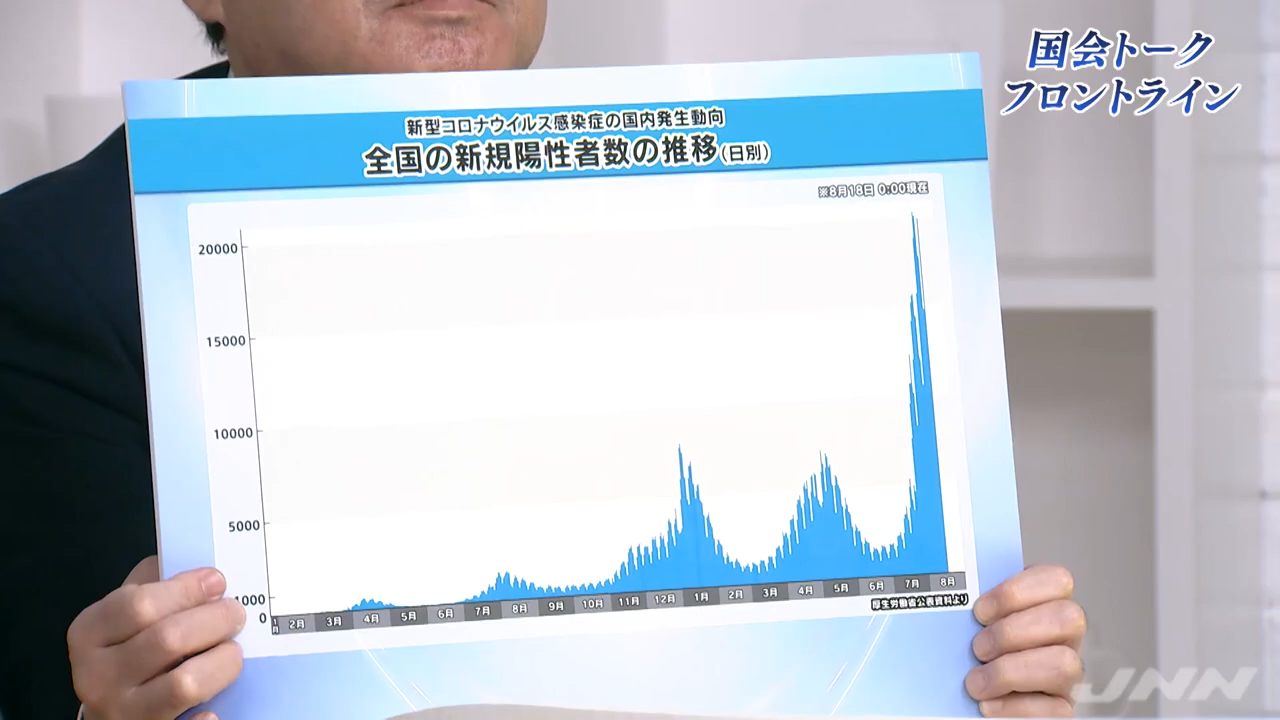 国会トーク
フロントライン
新型コロナウイルス感染症の国内発生動向
全国の新規陽性者数の推移(日別)
※8月18日 0:00現在
20000
15000
10000
5000
1000
0
1月 2月 3月 4月 5月 6月 7月 8月 9月 10月 11月 12月 1月 2月 3月 4月 5月 6月 7月 8月
厚生労働省公表資料より
JNN